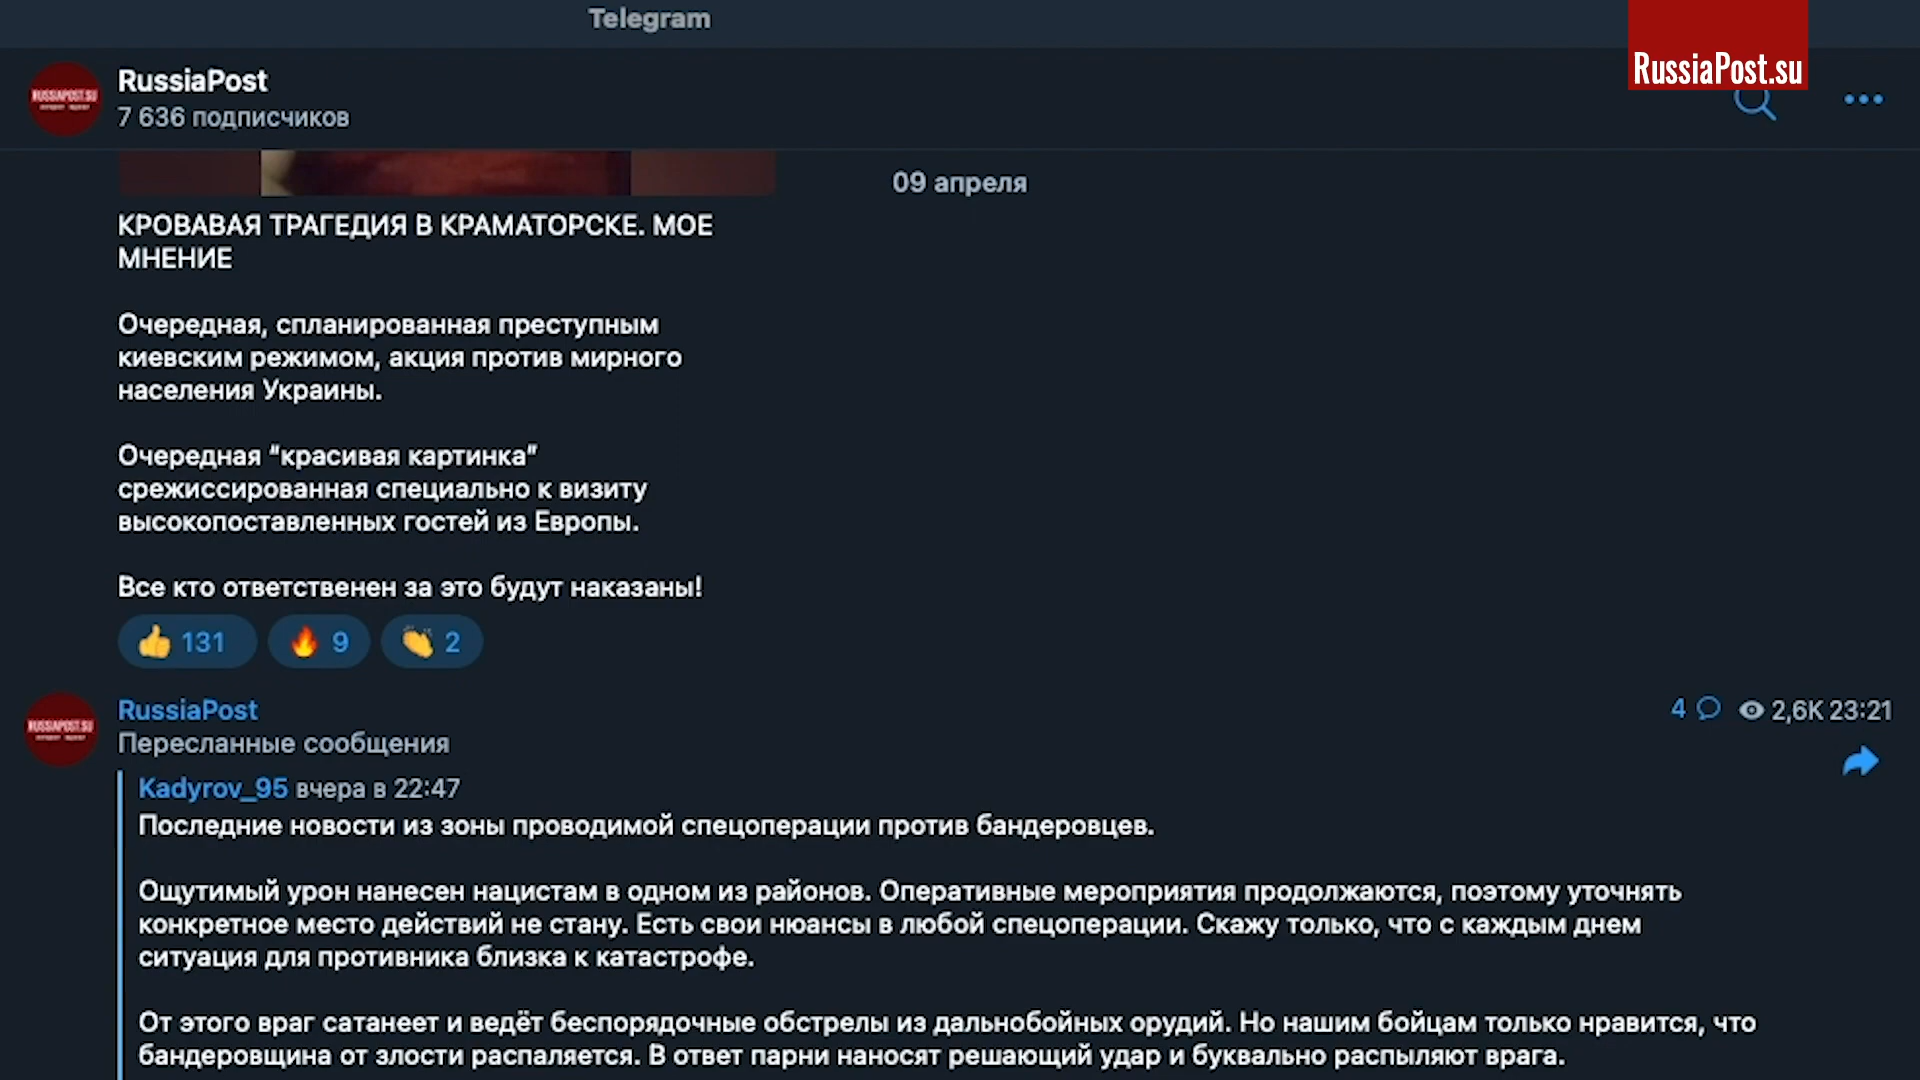 Telegram
RussiaPost.su
RUSSIAPOST.SU
RussiaPost
7 636 подписчиков
09 апреля
КРОВАВАЯ ТРАГЕДИЯ В КРАМАТОРСКЕ. МОЕ
МНЕНИЕ
Очередная, спланированная преступным
киевским режимом, акция против мирного
населения Украины.
Очередная “красивая картинка”
срежиссированная специально к визиту
высокопоставленных гостей из Европы.
Все кто ответственен за это будут наказаны!
131
9
2
RUSSIAPOST.SU
RussiaPost
4
2,6K 23:21
Пересланные сообщения
Kadyrov_95 вчера в 22:47
Последние новости из зоны проводимой спецоперации против бандеровцев.
Ощутимый урон нанесен нацистам в одном из районов. Оперативные мероприятия продолжаются, поэтому уточнять
конкретное место действий не стану. Есть свои нюансы в любой спецоперации. Скажу только, что с каждым днем
ситуация для противника близка к катастрофе.
От этого враг сатанеет и ведёт беспорядочные обстрелы из дальнобойных орудий. Но нашим бойцам только нравится, что
бандеровщина от злости распаляется. В ответ парни наносят решающий удар и буквально распыляют врага.